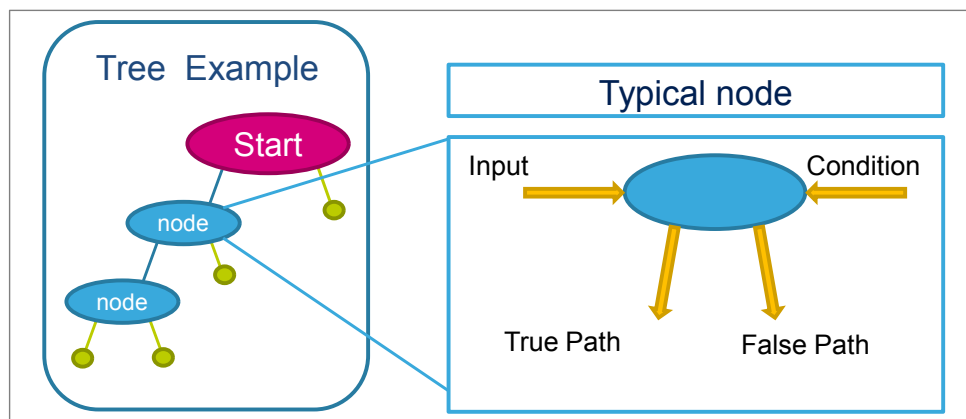 Tree Example
Typical node
Start
Input
Condition
node
node
True Path
False Path